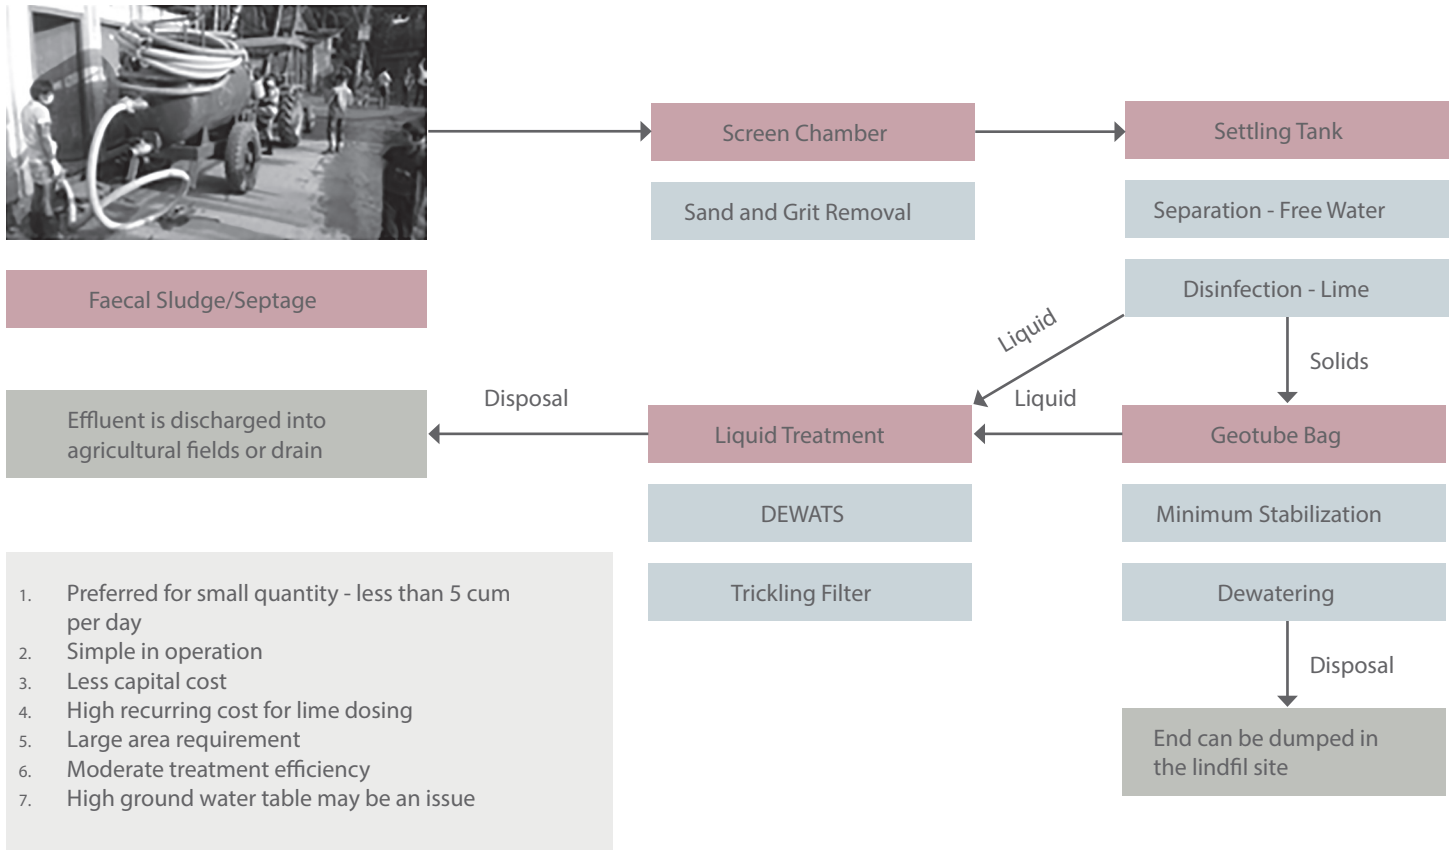 Screen Chamber
Settling Tank
Sand and Grit Removal
Separation - Free Water
Faecal Sludge/Septage
Disinfection - Lime
Liquid
Solids
Disposal
Liquid
Effluent is discharged into
agricultural fields or drain
Liquid Treatment
Geotube Bag
DEWATS
Minimum Stabilization
Trickling Filter
Dewatering
Disposal
End can be dumped in
the lindfil site
1. Preferred for small quantity - less than 5 cum
per day
2. Simple in operation
3. Less capital cost
4. High recurring cost for lime dosing
5. Large area requirement
6. Moderate treatment efficiency
7. High ground water table may be an issue